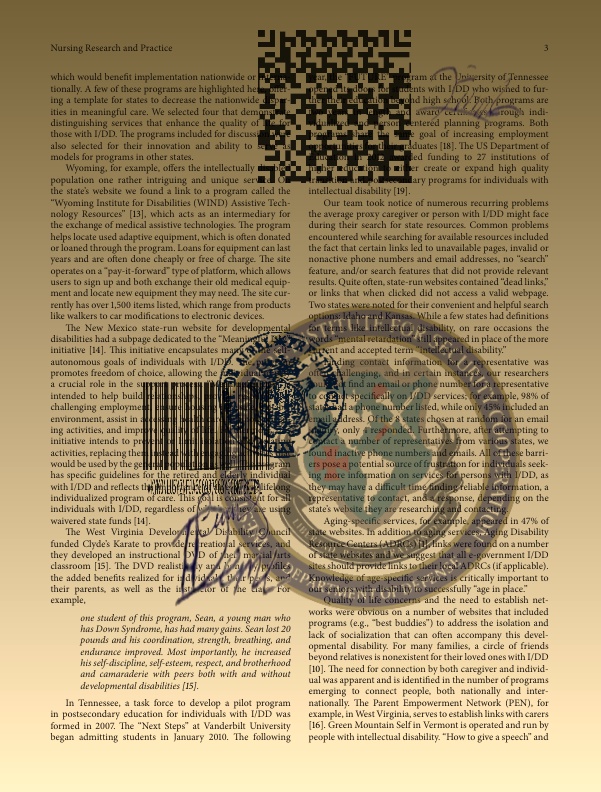 Nursing Research and Practice
3
which would benefit implementation nationwide or
tionally. A few of these programs are highlighted
ing a template for states to decrease the nationwide
ities in meaningful care. We selected four that
distinguishing services that enhance the quality of for
those with I/DD. The programs included for
also selected for their innovation and ability to as
models for programs in other states.
Wyoming, for example, offers the intellectually
population one rather intriguing and unique
the state's website we found a link to a program called the
"Wyoming Institute for Disabilities (WIND) Assistive Tech-
nology Resources" [13], which acts as an intermediary for
the exchange of medical assistive technologies. The program
helps locate used adaptive equipment, which is often donated
or loaned through the program. Loans for equipment can last
years and are often done cheaply or free of charge. The site
operates on a "pay-it-forward" type of platform, which allows
users to sign up and both exchange their old medical equip-
ment and locate new equipment they may need. The site cur-
rently has over 1,500 items listed, which range from products
like walkers to car modifications to electronic devices.
The New Mexico state-run website for developmental
disabilities had a subpage dedicated to the
initiative [14]. This initiative encapsulates
autonomous goals of individuals with I/DD.
promotes freedom of choice, allowing the
a crucial role in the
intended to help build
challenging
environment, assist in
ing activities, and improve
initiative intends to
activities, replacing
would be used by the
has specific guidelines for the retired and individual
with I/DD and reflects
individualized program of care. This for all
individuals with I/DD, regardless of are using
waivered state funds [14].
The West Virginia Developmental Disability Council
funded Clyde's Karate to provide recreational services, and
they developed an instructional DVD of their martial arts
classroom [15]. The DVD profiles
the added benefits realized for and
their parents, as well as the For
example,
one student of this program, Sean, a young man who
has Down Syndrome, has had many gains. Sean lost 20
pounds and his coordination, strength, breathing, and
endurance improved. Most importantly, he increased
his self-discipline, self-esteem, respect, and brotherhood
and camaraderie with peers both with and without
developmental disabilities [15].
In Tennessee, a task force to develop a pilot program
in postsecondary education for individuals with I/DD was
formed in 2007. The "Next Steps" at Vanderbilt University
began admitting students in January 2010. The following
at the University of Tennessee
students with I/DD who wished to fur-
high school. Both programs are
and award through indi-
planning programs. Both
goal of increasing employment
graduates [18]. The US Department of
funding to 27 institutions of
create or expand high quality
programs for individuals with
intellectual disability [19].
Our team took notice of numerous recurring problems
the average proxy caregiver or person with I/DD might face
during their search for state resources. Common problems
encountered while searching for available resources included
the fact that certain links led to unavailable pages, invalid or
nonactive phone numbers and email addresses, no "search"
feature, and/or search features that did not provide relevant
results. Quite often, state-run websites contained "dead links,"
or links that when clicked did not access a valid webpage.
Two states were noted for their convenient and helpful search
options: Idaho and Kansas. While a few states had definitions
for terms like intellectual disability, on rare occasions the
words "mental retardation" still appeared in place of the more
current and accepted term "intellectual disability."
Finding contact information for a representative was
often challenging, and in certain instances, our researchers
find an email or phone number for a representative
to contact specifically on I/DD services; for example, 98% of
states had a phone number listed, while only included an
email address. Of the 8 states chosen at random for an email
only responded. Furthermore, after attempting to
contact a number of representatives from various states, we
found inactive phone numbers and emails. All of these barri-
ers pose a potential source of frustration for individuals seek-
ing more information on services for persons with I/DD, as
they may have a difficult time finding reliable information, a
representative to contact, and a response, depending on the
state's website they are researching and contacting.
Aging-specific services, for example, appeared in 47% of
state websites. In addition to aging services, Aging Disability
Resource Centers (ADRCs) [1] links were found on a number
of state websites and we suggest that all e-government I/DD
sites should provide links to their local ADRCs (if applicable).
Knowledge of age-specific services is critically important to
our seniors with disability to successfully "age in place."
Quality of life concerns and the need to establish net-
works were obvious on a number of websites that included
programs (e.g., "best buddies") to address the isolation and
lack of socialization that can often accompany this devel-
opmental disability. For many families, a circle of friends
beyond relatives is nonexistent for their loved ones with I/DD
[10]. The need for connection by both caregiver and individ-
ual was apparent and is identified in the number of programs
emerging to connect people, both nationally and inter-
nationally. The Parent Empowerment Network (PEN), for
example, in West Virginia, serves to establish links with carers
[16]. Green Mountain Self in Vermont is operated and run by
people with intellectual disability. "How to give a speech" and